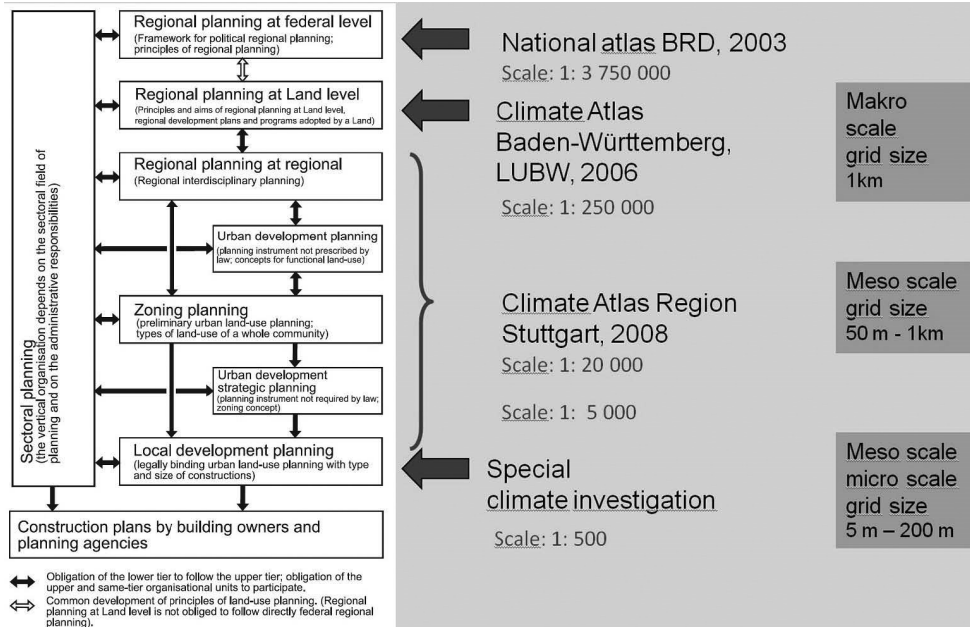 Sectoral planning
(the vertical organisation depends on the sectoral field of
planning and on the administrative responsibilities)
Regional planning at federal level
(Framework for political regional planning;
principles of regional planning)
Regional planning at Land level
(Principles and aims of regional planning at Land level,
regional development plans and programs adopted by a Land)
Regional planning at regional
(Regional interdisciplinary planning)
Urban development planning
(planning instrument not prescribed by
law; concepts for functional land-use)
Zoning planning
(preliminary urban land-use planning;
types of land-use of a whole community)
Urban development
strategic planning
(planning instrument not required by law;
zoning concept)
Local development planning
(legally binding urban land-use planning with type
and size of constructions)
Construction plans by building owners and
planning agencies
Obligation of the lower tier to follow the upper tier; obligation of the
upper and same-tier organisational units to participate.
Common development of principles of land-use planning. (Regional
planning at Land level is not obliged to follow directly federal regional
planning).
National atlas BRD, 2003
Scale: 1: 3 750 000
Climate Atlas
Baden-Württemberg,
LUBW, 2006
Scale: 1: 250 000
Climate Atlas Region
Stuttgart, 2008
Scale: 1: 20 000
Scale: 1: 5 000
Special
climate investigation
Scale: 1: 500
Makro
scale
grid size
1km
Meso scale
grid size
50 m - 1km
Meso scale
micro scale
grid size
5 m – 200 m